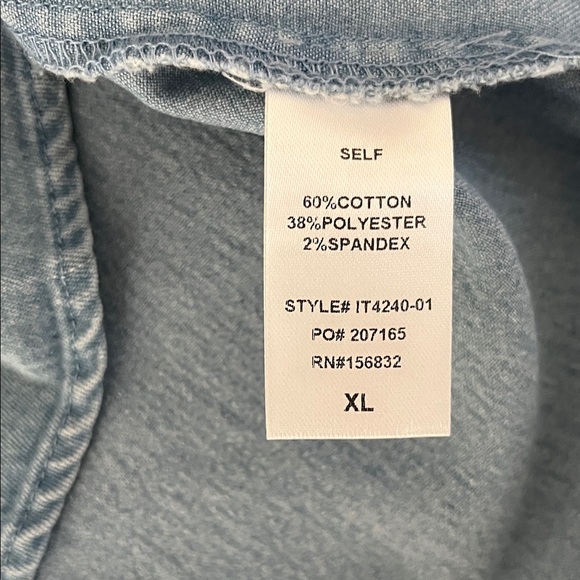 SELF
60%COTTON
38%POLYESTER
2%SPANDEX
STYLE# IT4240-01
PO# 207165
RN#156832
XL